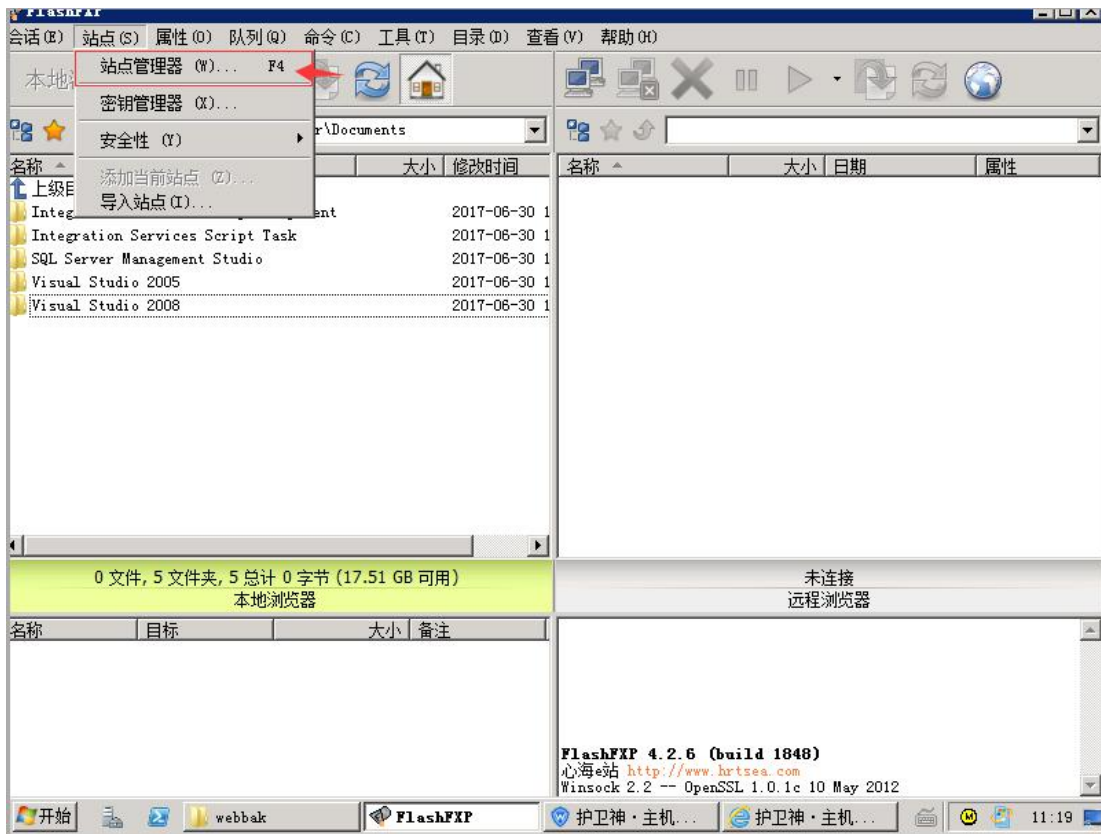 FlashFXP
会话(E) 站点(S) 属性(O) 队列(Q) 命令(C) 工具(T) 目录(D) 查看(V) 帮助(H)
站点管理器 (W)... F4
密钥管理器 (X)...
安全性 (Y)
添加当前站点 (Z)...
导入站点(I)...
本地
r\Documents
名称 大小 修改时间
上级目
Integ ent 2017-06-30 1
Integration Services Script Task 2017-06-30 1
SQL Server Management Studio 2017-06-30 1
Visual Studio 2005 2017-06-30 1
Visual Studio 2008 2017-06-30 1
名称 大小 日期 属性
0 文件, 5 文件夹, 5 总计 0 字节 (17.51 GB 可用)
本地浏览器
未连接
远程浏览器
名称 目标 大小 备注
FlashFXP 4.2.6 (build 1848)
心海e站 http://www.hrtsea.com
Winsock 2.2 -- OpenSSL 1.0.1c 10 May 2012
开始 webbak FlashFXP 护卫神·主机... 护卫神·主机... 11:19